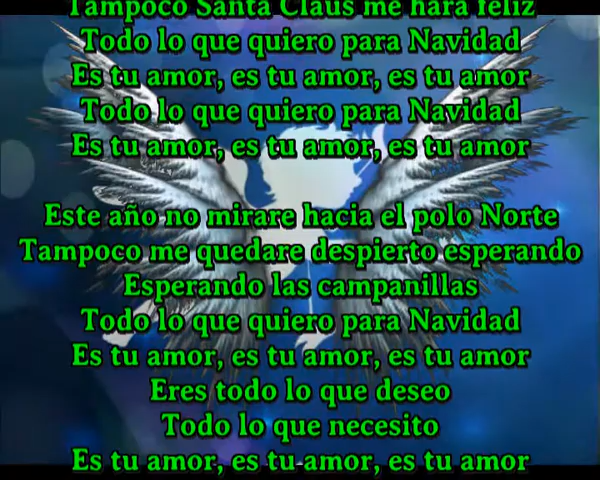 Tampoco Santa Claus me hara feliz
Todo lo que quiero para Navidad
Es tu amor, es tu amor, es tu amor
Todo lo que quiero para Navidad
Es tu amor, es tu amor, es tu amor
Este año no mirare hacia el polo Norte
Tampoco me quedare despierto esperando
Esperando las campanillas
Todo lo que quiero para Navidad
Es tu amor, es tu amor, es tu amor
Eres todo lo que deseo
Todo lo que necesito
Es tu amor, es tu amor, es tu amor